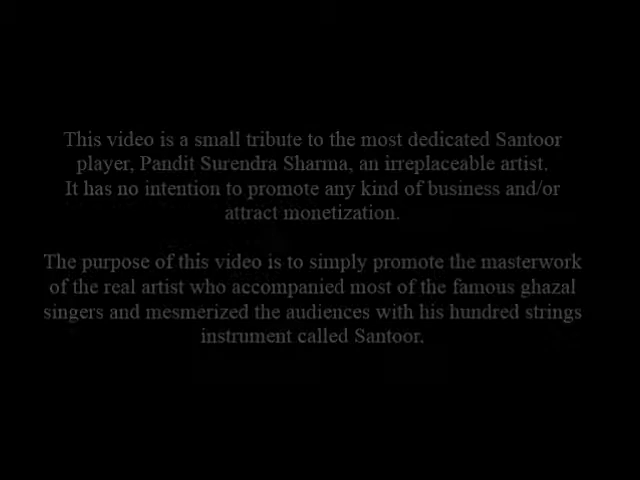 This video is a small tribute to the most dedicated Santoor
player, Pandit Surendra Sharma, an irreplaceable artist.
It has no intention to promote any kind of business and/or
attract monetization.
The purpose of this video is to simply promote the masterwork
of the real artist who accompanied most of the famous ghazal
singers and mesmerized the audiences with his hundred strings
instrument called Santoor.